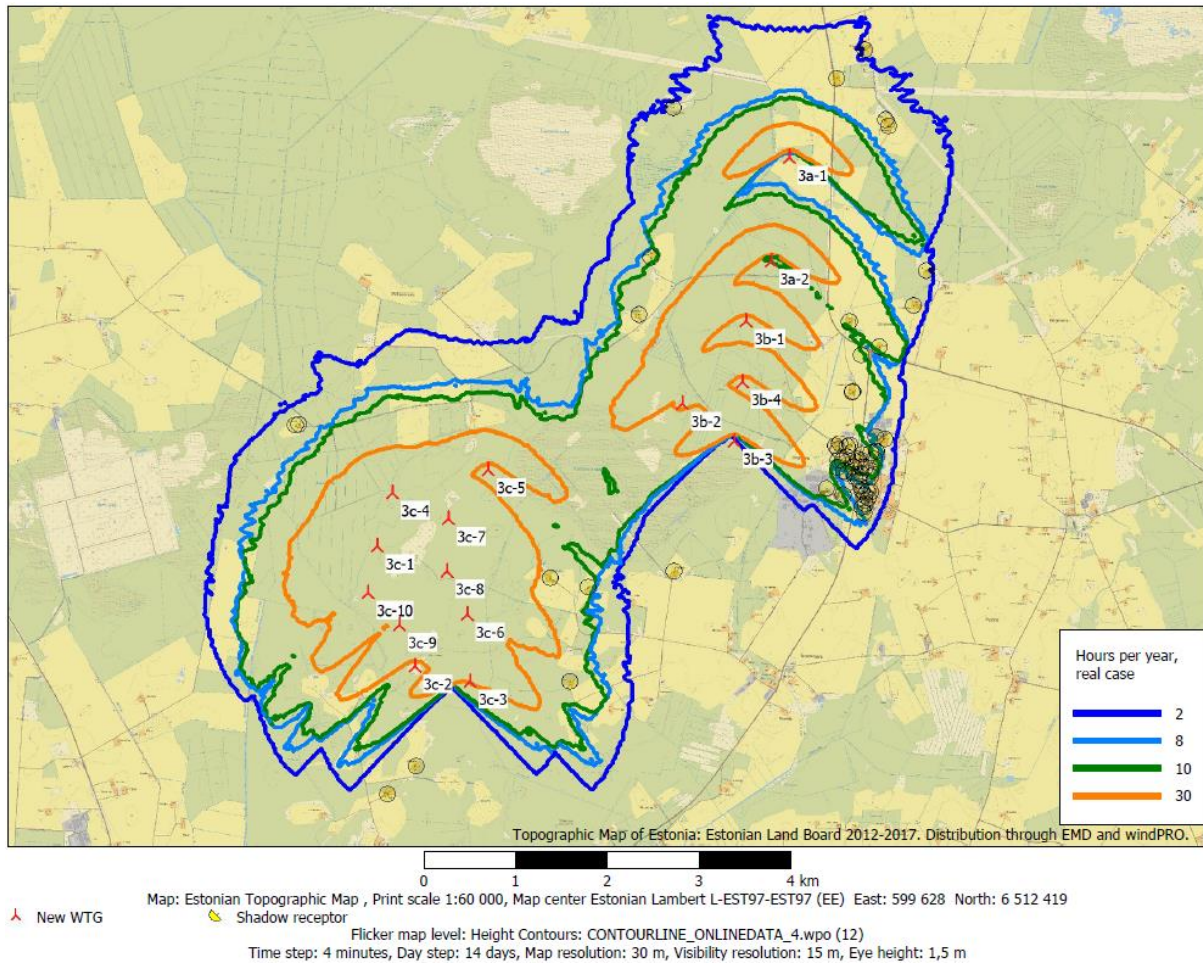 3a-1
3a-2
3b-1
3b-4
3b-2
3b-3
3c-5
3c-4
3c-7
3c-1
3c-8
3c-10
3c-6
3c-9
3c-2
3c-3
Hours per year,
real case
2
8
10
30
Topographic Map of Estonia: Estonian Land Board 2012-2017. Distribution through EMD and windPRO.
0 1 2 3 4 km
Map: Estonian Topographic Map , Print scale 1:60 000, Map center Estonian Lambert L-EST97-EST97 (EE) East: 599 628 North: 6 512 419
New WTG Shadow receptor
Flicker map level: Height Contours: CONTOURLINE_ONLINEDATA_4.wpo (12)
Time step: 4 minutes, Day step: 14 days, Map resolution: 30 m, Visibility resolution: 15 m, Eye height: 1,5 m